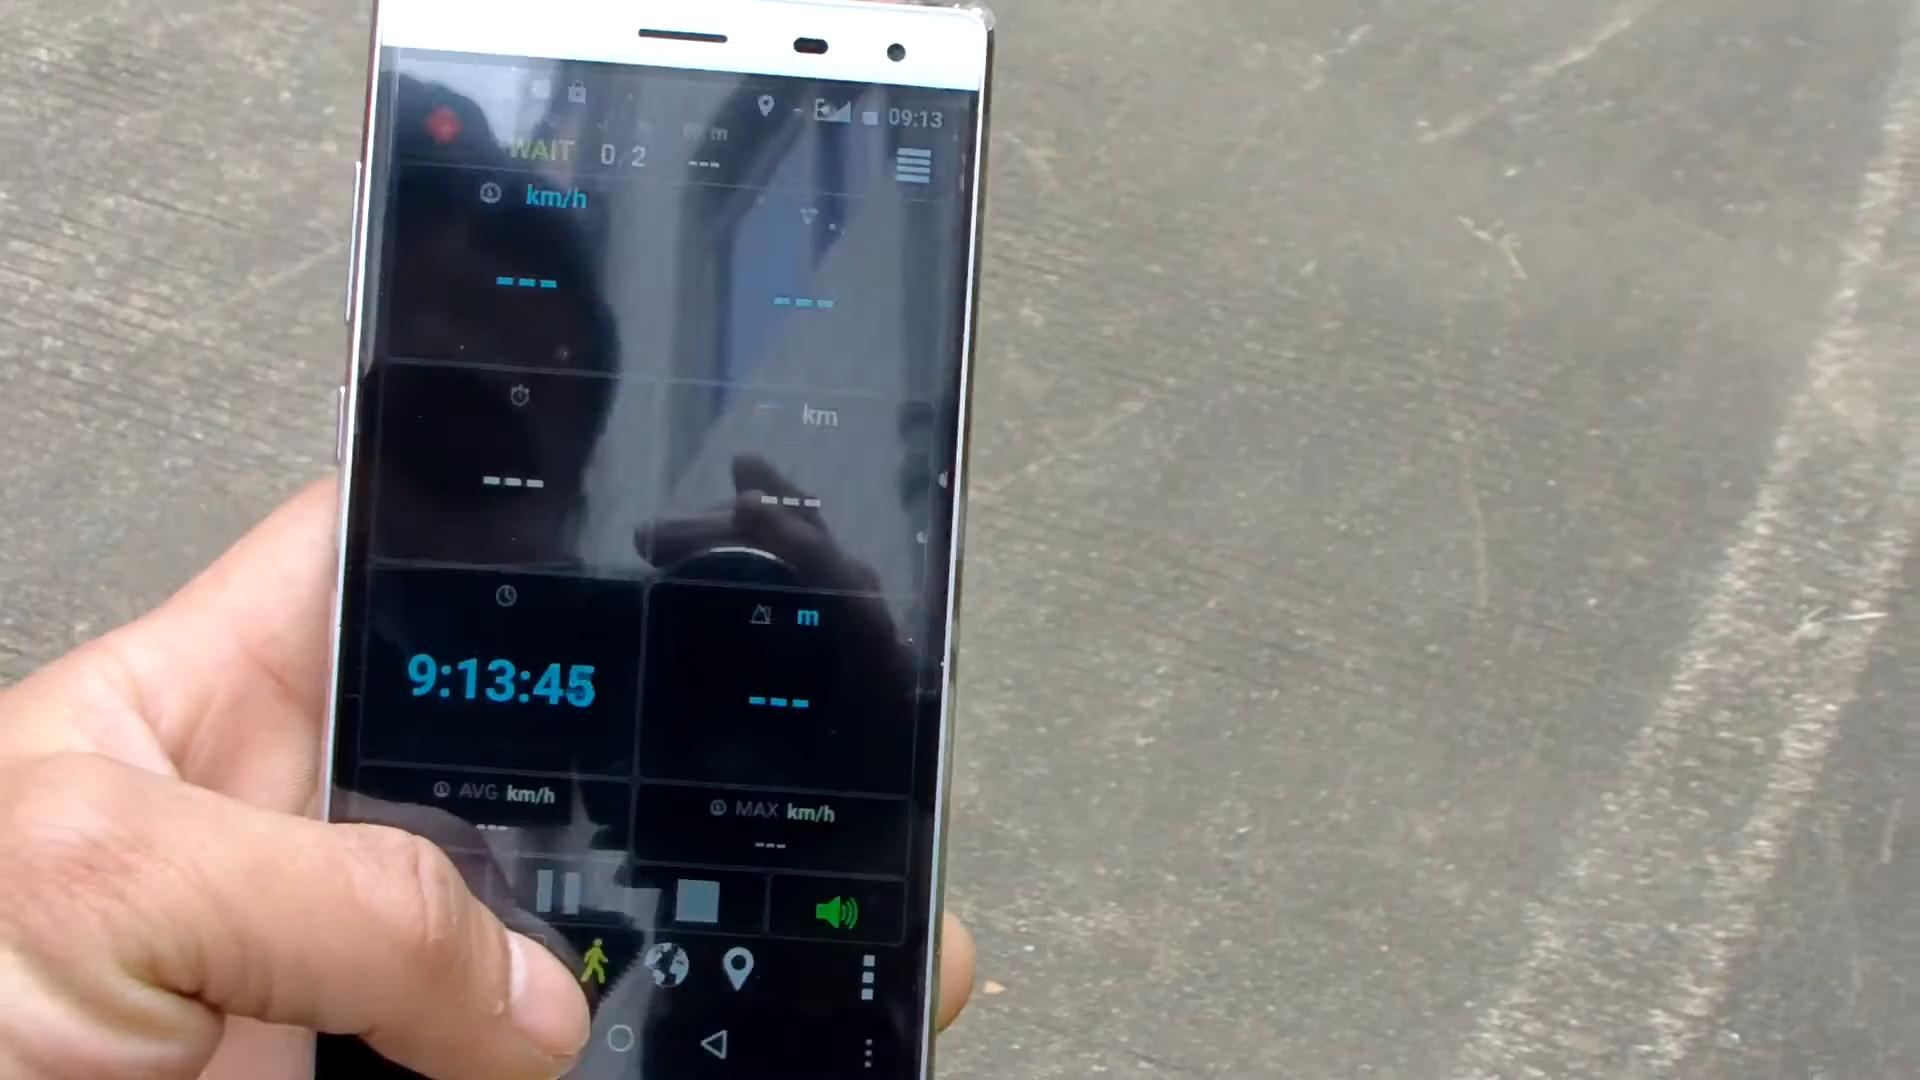 09:13
WAIT 0 2 ---
km/h
--- ---
km
--- ---
m
9:13:45 ---
AVG km/h MAX km/h
--- ---